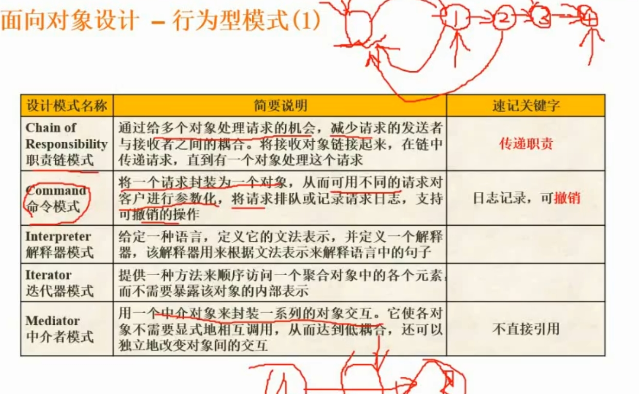 面向对象设计 – 行为型模式(1)
1 2 3 4
设计模式名称 简要说明 速记关键字
Chain of
Responsibility
职责链模式
通过给多个对象处理请求的机会，减少请求的发送者
与接收者之间的耦合。将接收对象链接起来，在链中
传递请求，直到有一个对象处理这个请求
传递职责
Command
命令模式
将一个请求封装为一个对象，从而可用不同的请求对
客户进行参数化，将请求排队或记录请求日志，支持
可撤销的操作
日志记录，可撤销
Interpreter
解释器模式
给定一种语言，定义它的文法表示，并定义一个解释
器，该解释器用来根据文法表示来解释语言中的句子
Iterator
迭代器模式
提供一种方法来顺序访问一个聚合对象中的各个元素，
而不需要暴露该对象的内部表示
Mediator
中介者模式
用一个中介对象来封装一系列的对象交互。它使各对
象不需要显式地相互调用，从而达到低耦合，还可以
独立地改变对象间的交互
不直接引用